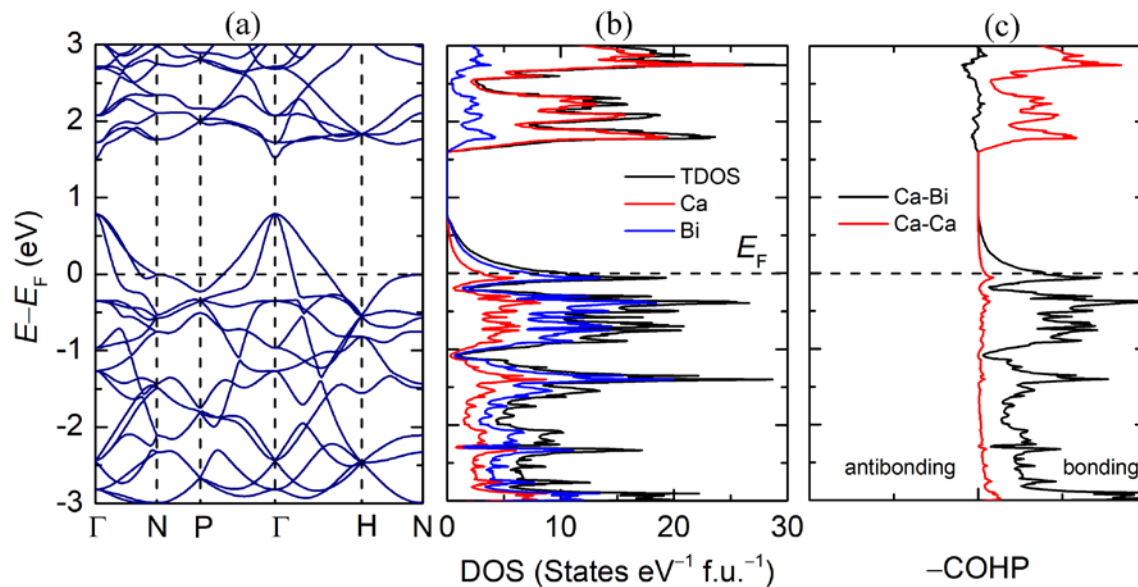 (a)
(b)
(c)
3
2
1
0
-1
-2
-3
E−E_F (eV)
Γ N P Γ H N
TDOS
Ca
Bi
E_F
0 10 20 30
DOS (States eV⁻¹ f.u.⁻¹)
Ca-Bi
Ca-Ca
antibonding
bonding
−COHP